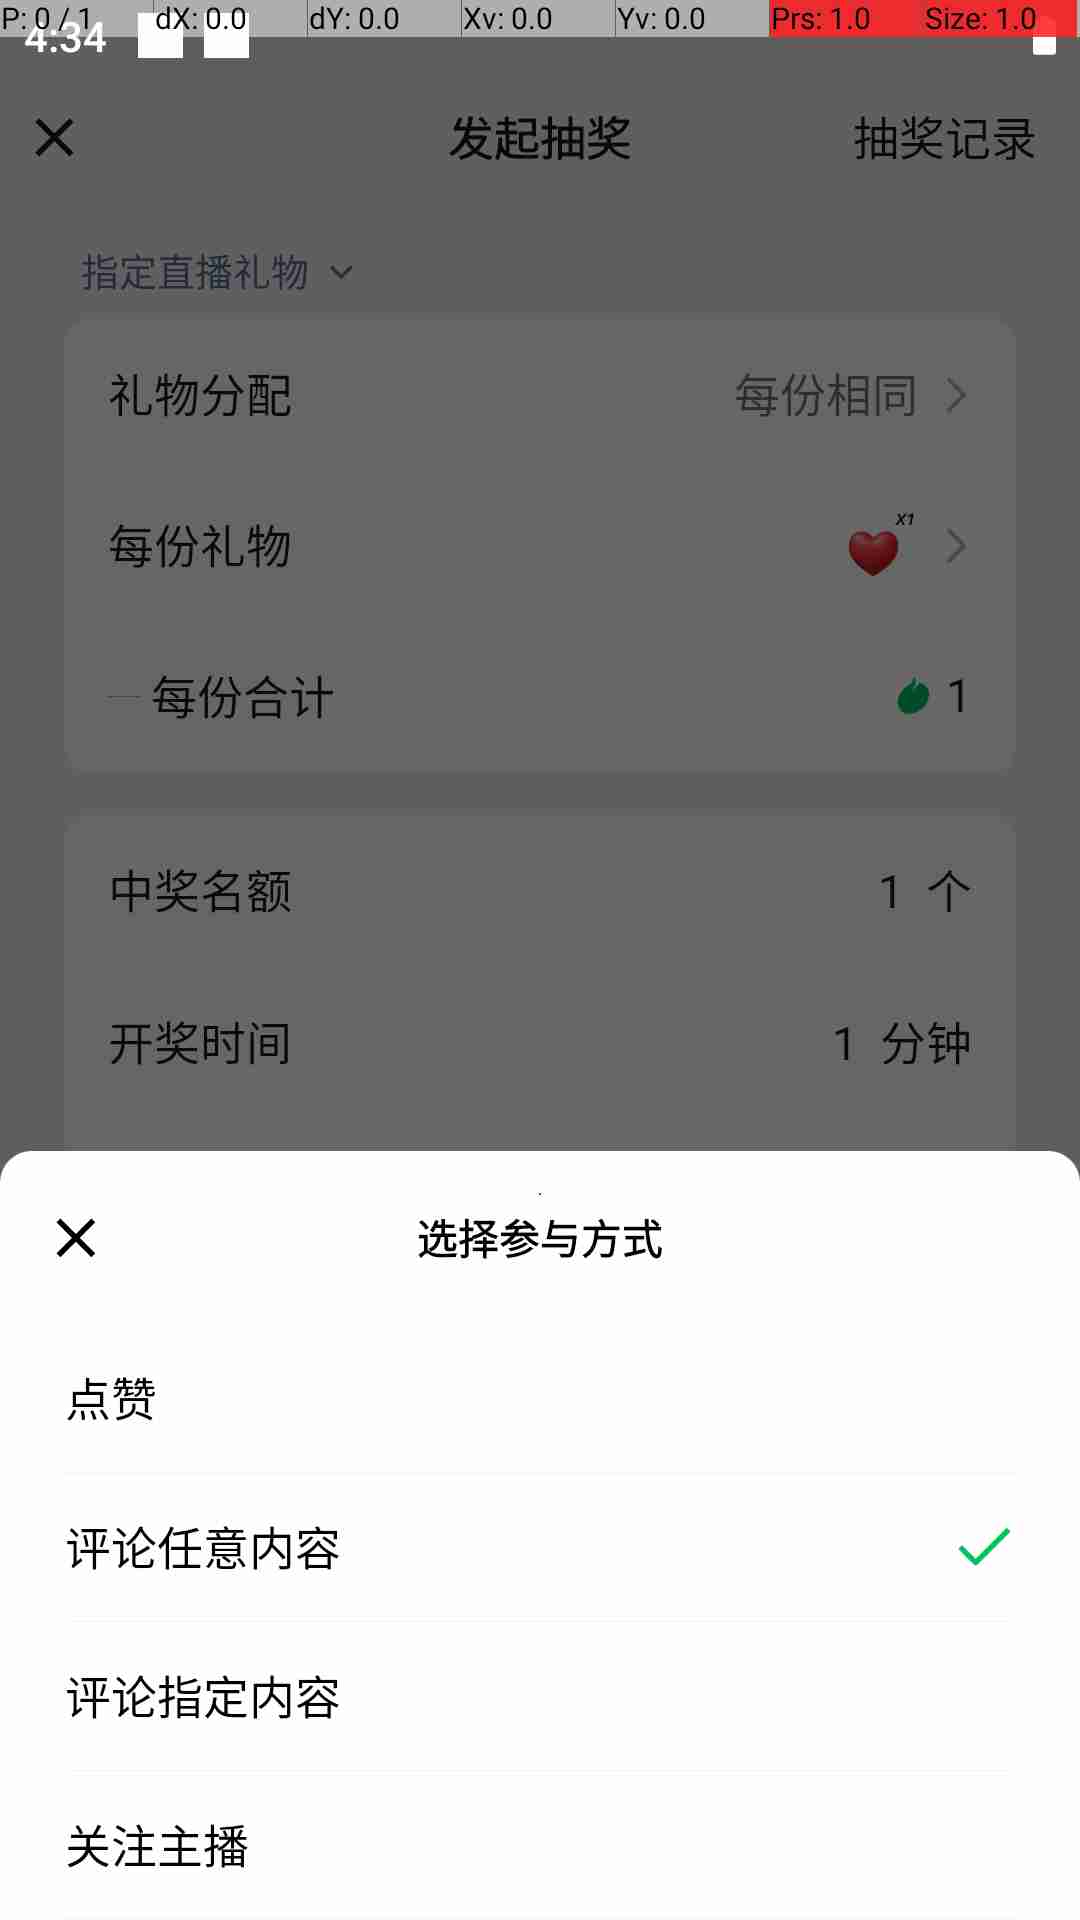 P: 0 / 1 dX: 0.0 dY: 0.0 Xv: 0.0 Yv: 0.0 Prs: 1.0 Size: 1.0
4:34
发起抽奖 抽奖记录
指定直播礼物
礼物分配 每份相同
每份礼物 X1
每份合计 1
中奖名额 1 个
开奖时间 1 分钟
选择参与方式
点赞
评论任意内容
评论指定内容
关注主播